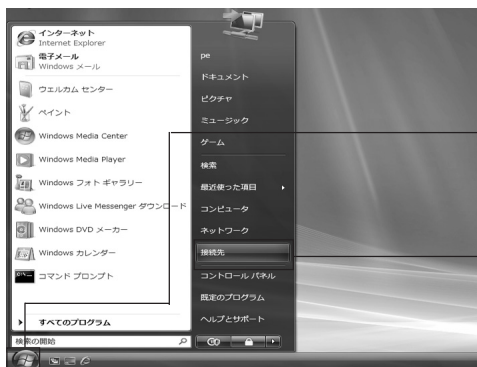 インターネット
Internet Explorer
電子メール
Windows メール
ウェルカム センター
ペイント
Windows Media Center
Windows Media Player
Windows フォト ギャラリー
Windows Live Messenger ダウンロード
Windows DVD メーカー
Windows カレンダー
コマンド プロンプト
すべてのプログラム
検索の開始
pe
ドキュメント
ピクチャ
ミュージック
ゲーム
検索
最近使った項目
コンピュータ
ネットワーク
接続先
コントロール パネル
既定のプログラム
ヘルプとサポート